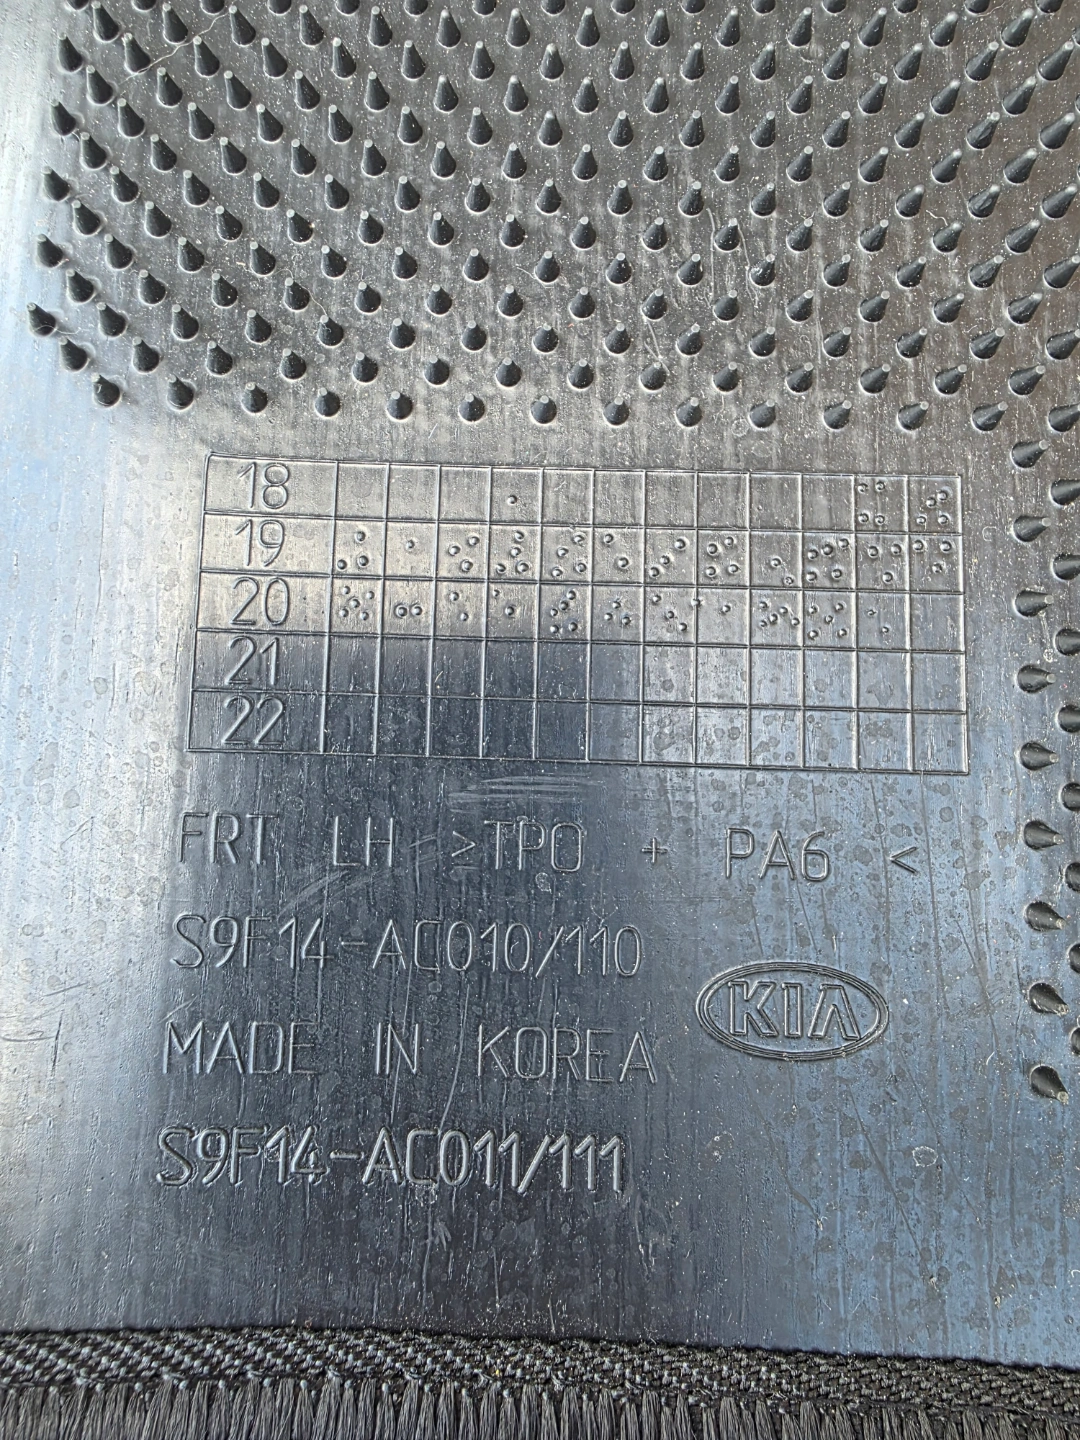 18
19
20
21
22
FRT LH >TPO + PA6 <
S9F14-AC010/110
KIA
MADE IN KOREA
S9F14-AC011/111